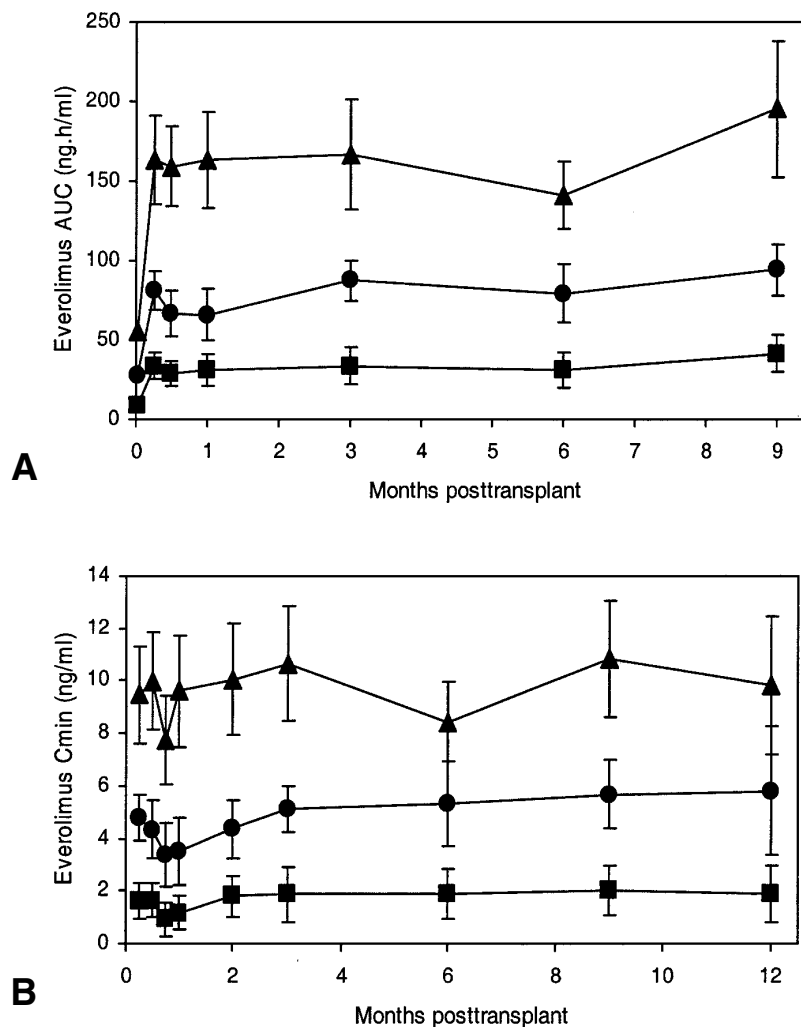 250
200
150
100
50
0
Everolimus AUC (ng.h/ml)
0 1 2 3 4 5 6 7 8 9
Months posttransplant
A
14
12
10
8
6
4
2
0
Everolimus Cmin (ng/ml)
0 2 4 6 8 10 12
Months posttransplant
B